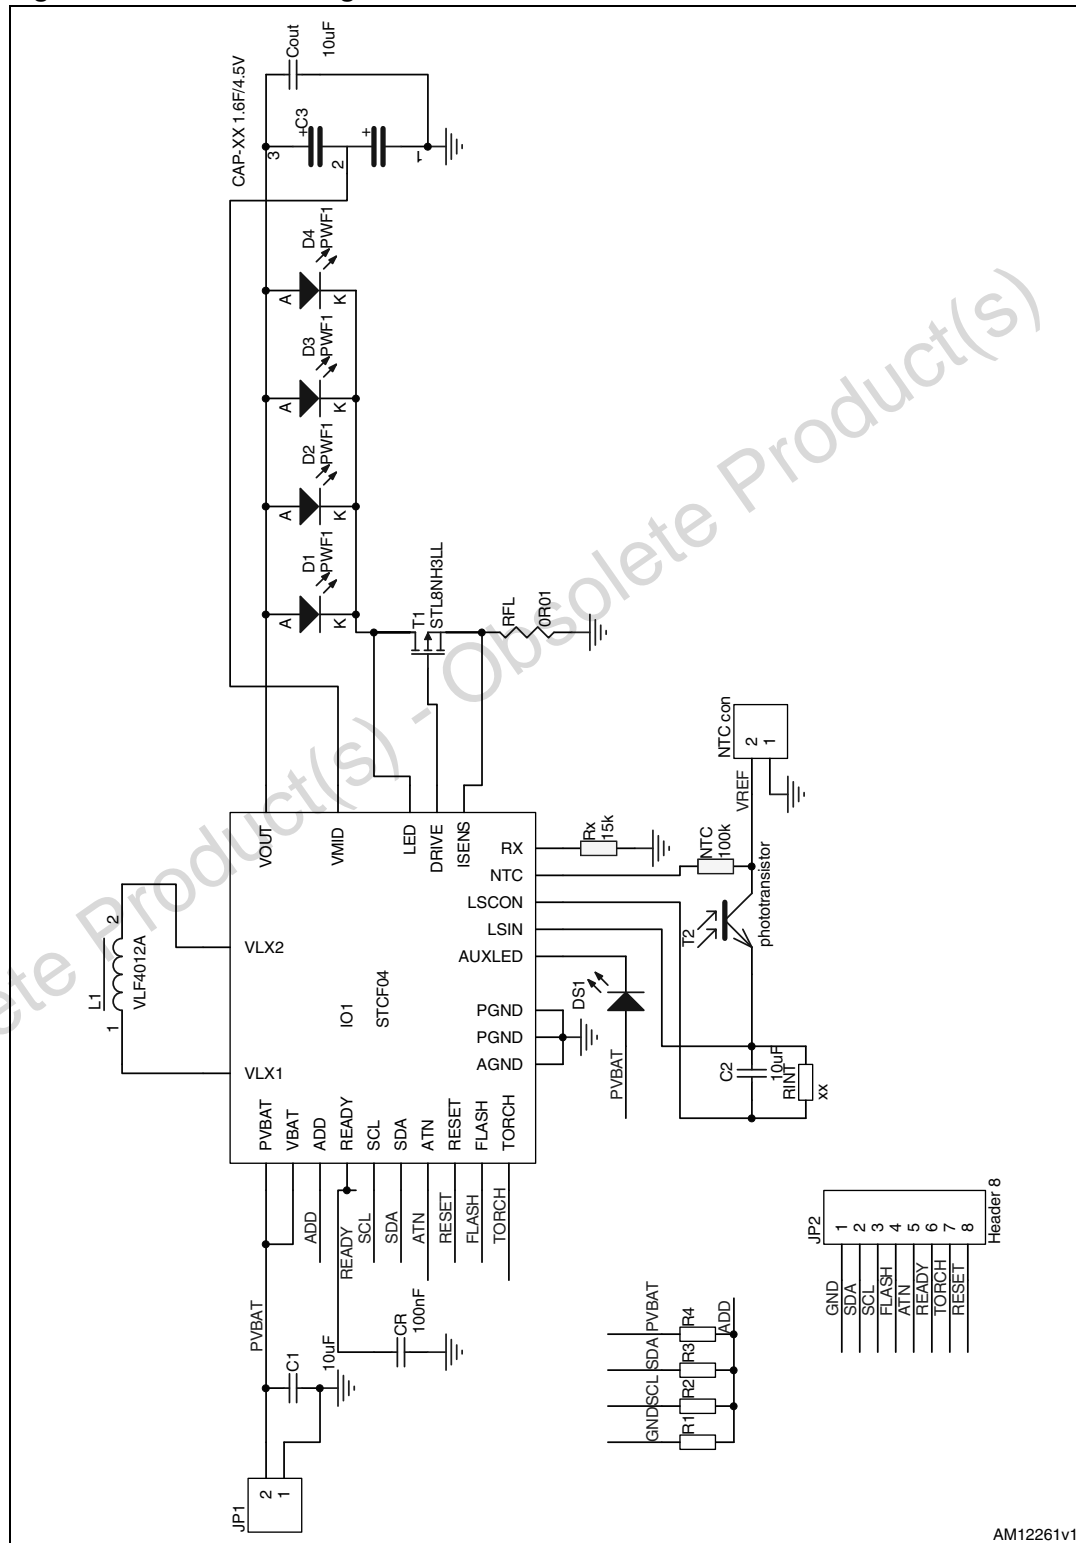 CAP-XX 1.6F/4.5V
Cout
10uF
+C3
3
2
+
1
D4
PWF1
A
K
D3
PWF1
A
K
D2
PWF1
A
K
D1
PWF1
A
K
T1
STL8NH3LL
RFL
0R01
NTC con
2
1
VREF
VOUT
VMID
LED
DRIVE
ISENS
RX
NTC
LSCON
LSIN
AUXLED
PGND
PGND
AGND
VLX2
VLX1
IO1
STCF04
L1
VLF4012A
2
1
Rx
15k
NTC
100k
T2
phototransistor
DS1
PVBAT
C2
10uF
RINT
xx
PVBAT
VBAT
ADD
READY
SCL
SDA
ATN
RESET
FLASH
TORCH
ADD
READY
SCL
SDA
ATN
RESET
FLASH
TORCH
PVBAT
CR
100nF
C1
10uF
JP1
2
1
GND
SCL
SDA
PVBAT
R1
R2
R3
R4
ADD
JP2
1
2
3
4
5
6
7
8
Header 8
GND
SDA
SCL
FLASH
ATN
READY
TORCH
RESET
AM12261v1
ete Product(s) - Obsolete Product(s)